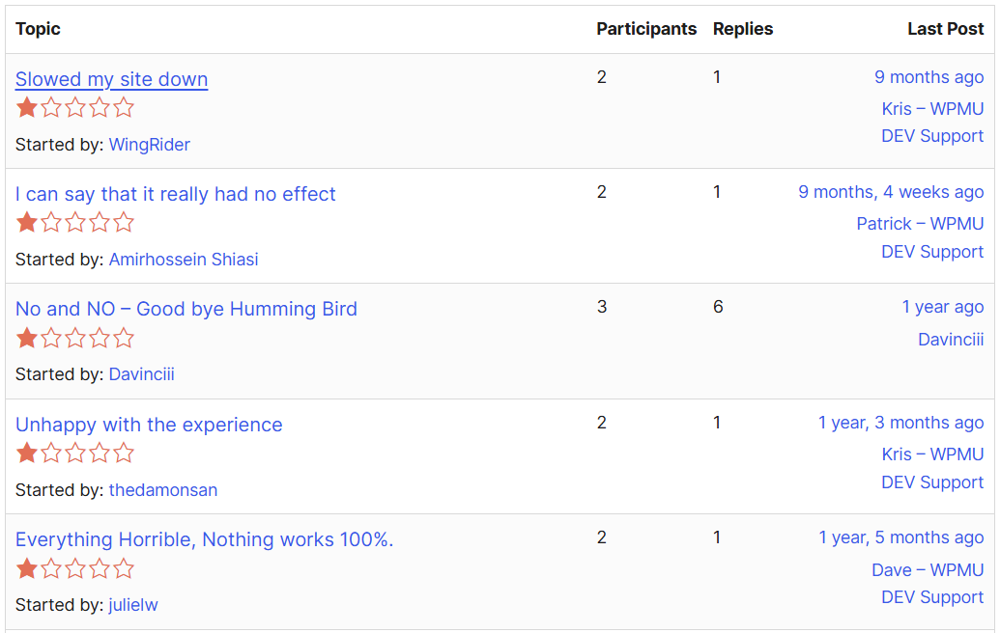 Topic Participants Replies Last Post
Slowed my site down 2 1 9 months ago
Kris – WPMU
DEV Support
Started by: WingRider
I can say that it really had no effect 2 1 9 months, 4 weeks ago
Patrick – WPMU
DEV Support
Started by: Amirhossein Shiasi
No and NO – Good bye Humming Bird 3 6 1 year ago
Davinciii
Started by: Davinciii
Unhappy with the experience 2 1 1 year, 3 months ago
Kris – WPMU
DEV Support
Started by: thedamonsan
Everything Horrible, Nothing works 100%. 2 1 1 year, 5 months ago
Dave – WPMU
DEV Support
Started by: julielw